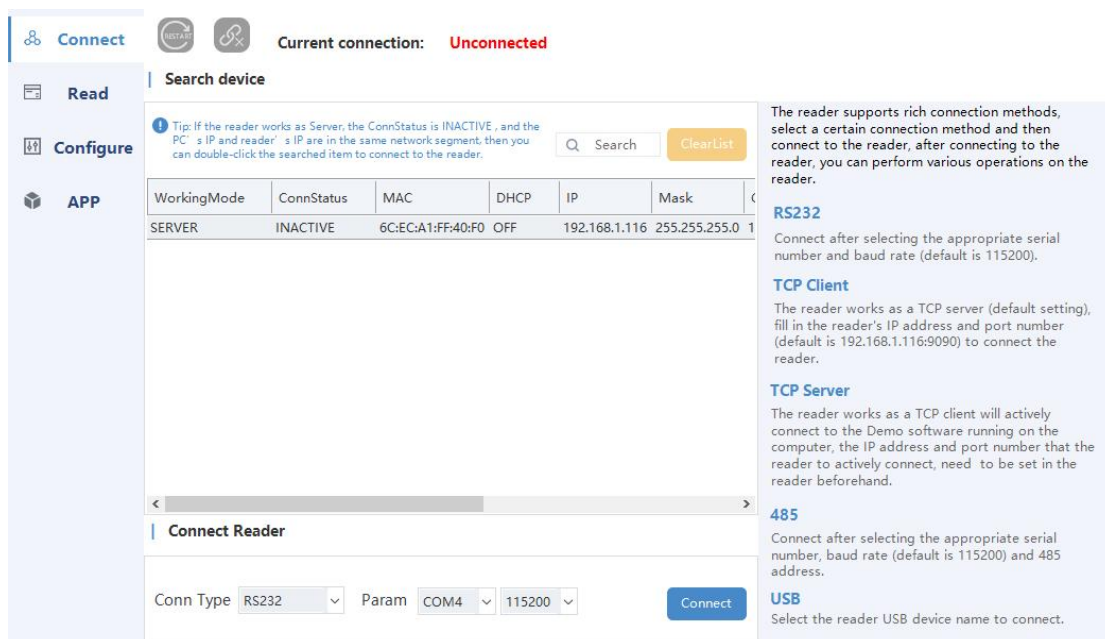 Connect
RESTART
Current connection: Unconnected
Search device
Read
Configure
APP
Tip: If the reader works as Server, the ConnStatus is INACTIVE , and the
PC' s IP and reader' s IP are in the same network segment, then you
can double-click the searched item to connect to the reader.
Search
ClearList
WorkingMode ConnStatus MAC DHCP IP Mask
SERVER INACTIVE 6C:EC:A1:FF:40:F0 OFF 192.168.1.116 255.255.255.0 1
Connect Reader
Conn Type RS232 Param COM4 115200 Connect
The reader supports rich connection methods,
select a certain connection method and then
connect to the reader, after connecting to the
reader, you can perform various operations on the
reader.
RS232
Connect after selecting the appropriate serial
number and baud rate (default is 115200).
TCP Client
The reader works as a TCP server (default setting),
fill in the reader's IP address and port number
(default is 192.168.1.116:9090) to connect the
reader.
TCP Server
The reader works as a TCP client will actively
connect to the Demo software running on the
computer, the IP address and port number that the
reader to actively connect, need to be set in the
reader beforehand.
485
Connect after selecting the appropriate serial
number, baud rate (default is 115200) and 485
address.
USB
Select the reader USB device name to connect.